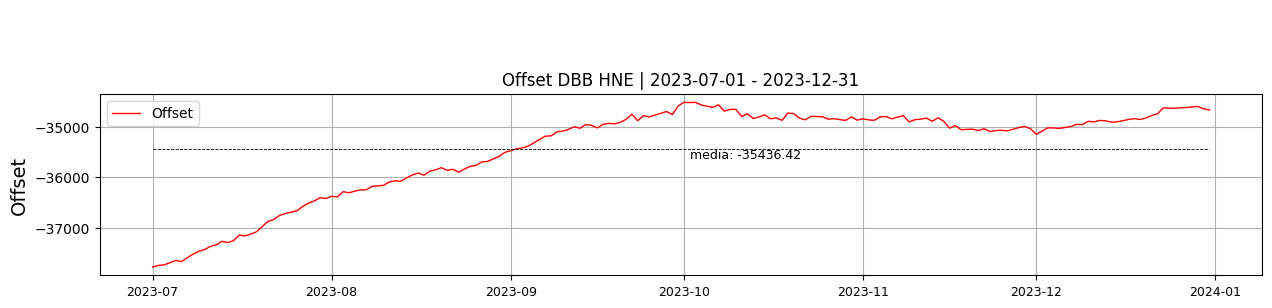 Offset DBB HNE | 2023-07-01 - 2023-12-31
Offset
Offset
−35000
−36000
−37000
media: -35436.42
2023-07
2023-08
2023-09
2023-10
2023-11
2023-12
2024-01